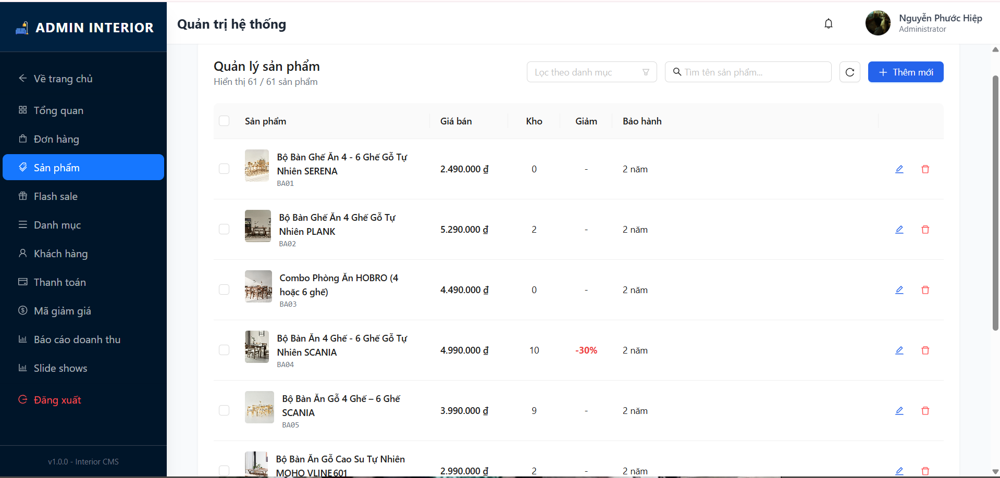 ADMIN INTERIOR
Quản trị hệ thống
Nguyễn Phước Hiệp
Administrator
Về trang chủ
Tổng quan
Đơn hàng
Sản phẩm
Flash sale
Danh mục
Khách hàng
Thanh toán
Mã giảm giá
Báo cáo doanh thu
Slide shows
Đăng xuất
v1.0.0 - Interior CMS
Quản lý sản phẩm
Hiển thị 61 / 61 sản phẩm
Lọc theo danh mục
Tìm tên sản phẩm...
Thêm mới
Sản phẩm Giá bán Kho Giảm Bảo hành
Bộ Bàn Ghế Ăn 4 - 6 Ghế Gỗ Tự
Nhiên SERENA
BA01
2.490.000 ₫ 0 - 2 năm
Bộ Bàn Ghế Ăn 4 Ghế Gỗ Tự
Nhiên PLANK
BA02
5.290.000 ₫ 2 - 2 năm
Combo Phòng Ăn HOBRO (4
hoặc 6 ghế)
BA03
4.490.000 ₫ 0 - 2 năm
Bộ Bàn Ăn 4 Ghế - 6 Ghế Gỗ Tự
Nhiên SCANIA
BA04
4.990.000 ₫ 10 -30% 2 năm
Bộ Bàn Ăn Gỗ 4 Ghế – 6 Ghế
SCANIA
BA05
3.990.000 ₫ 9 - 2 năm
Bộ Bàn Ăn Gỗ Cao Su Tự Nhiên
MOHO VLINE 601
2.990.000 ₫ 2 - 2 năm